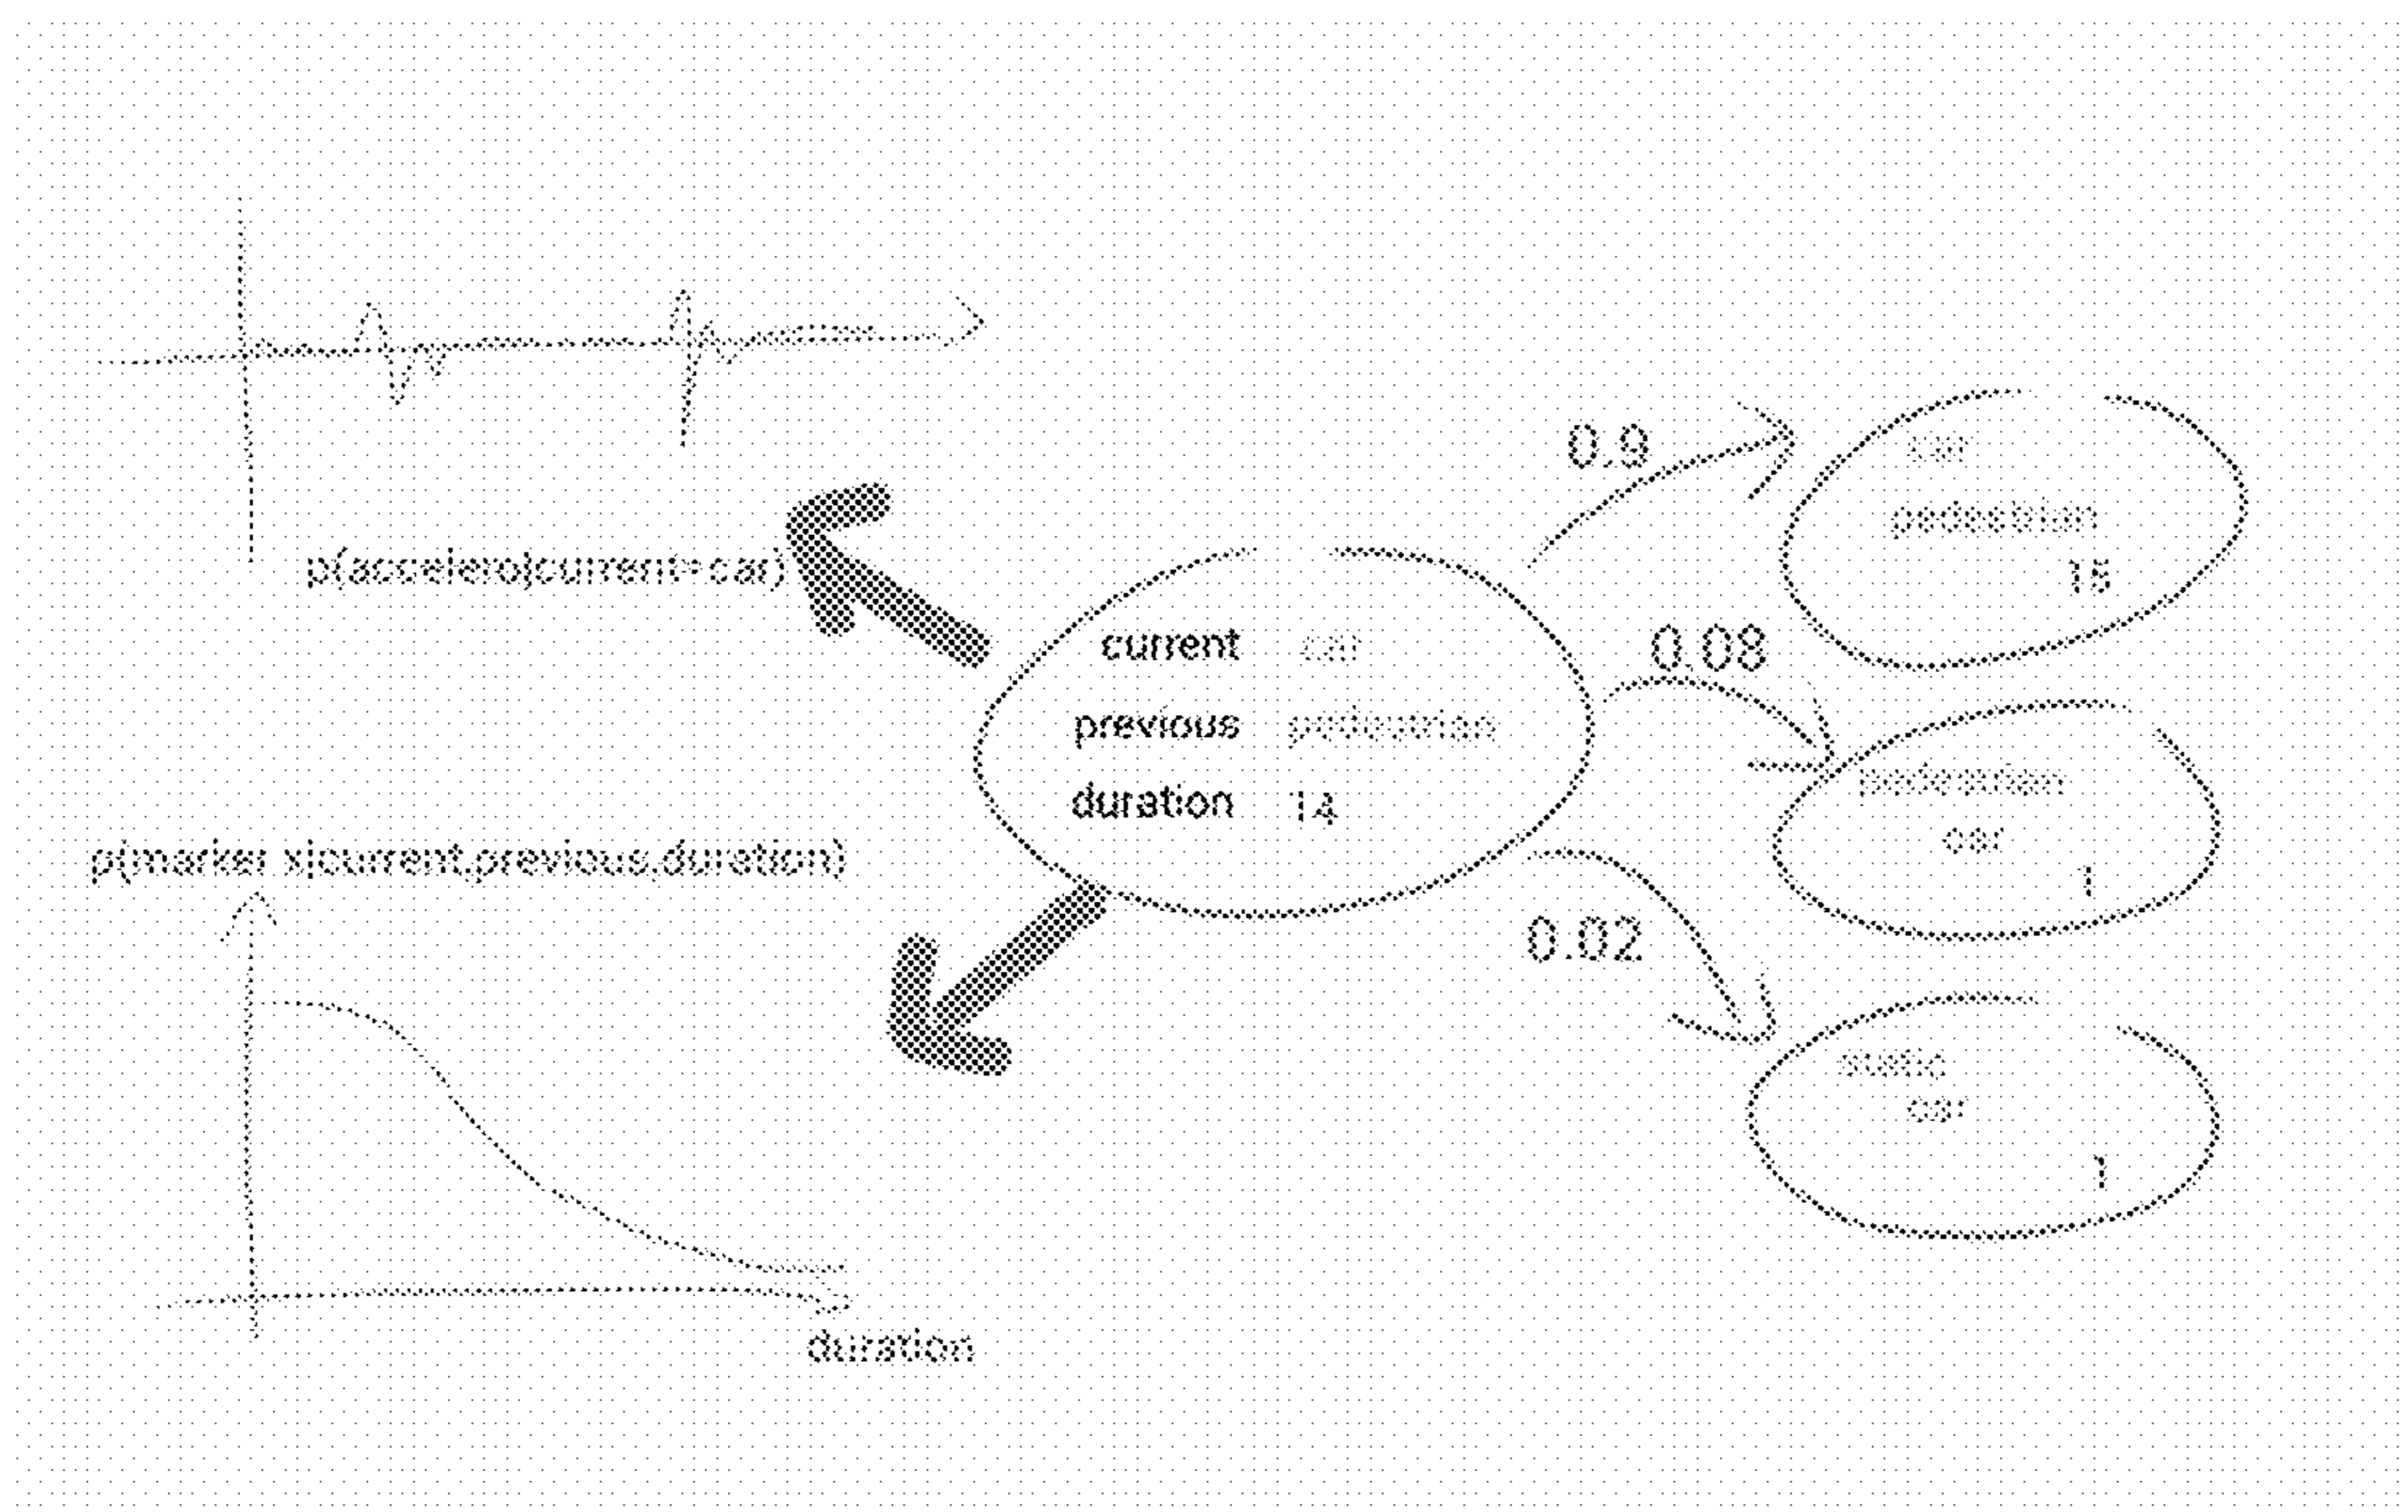 p(accelero|current=car)
p(marker x|current,previous,duration)
duration
current car
previous pedestrian
duration 14
0.9
0.08
0.02
car
pedestrian
15
pedestrian
car
1
static
car
1